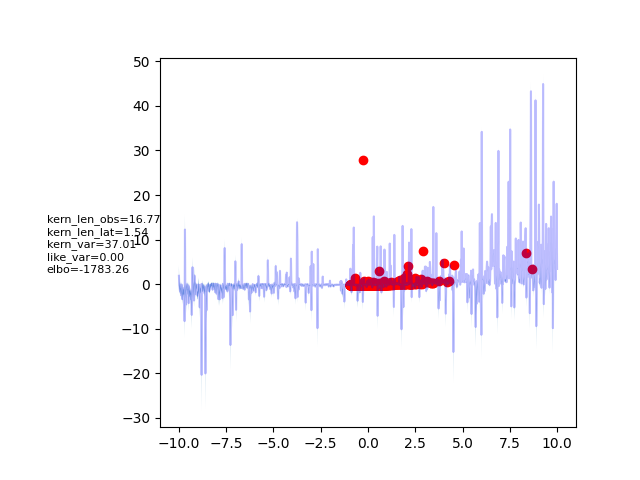 50
40
30
20
10
0
−10
−20
−30
kern_len_obs=16.77
kern_len_lat=1.54
kern_var=37.01
like_var=0.00
elbo=-1783.26
−10.0 −7.5 −5.0 −2.5 0.0 2.5 5.0 7.5 10.0